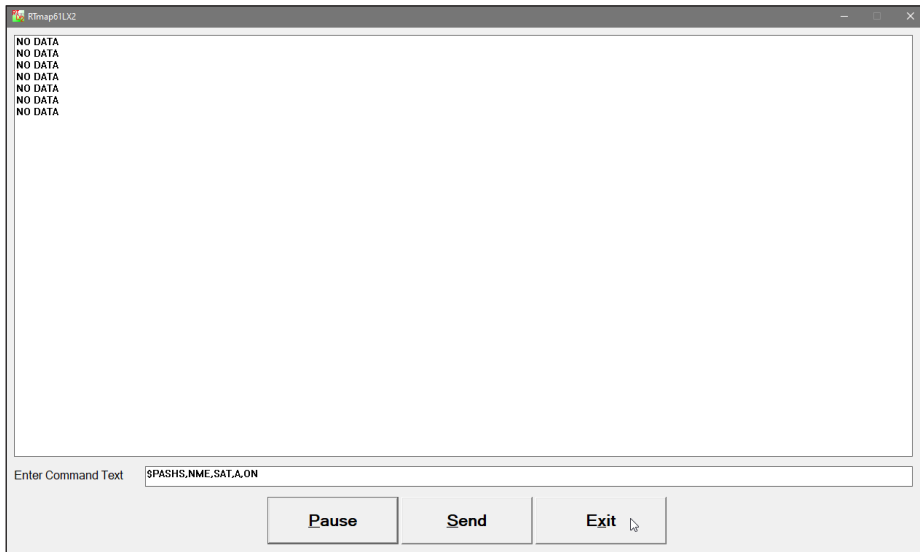 RTmap61LX2
NO DATA
NO DATA
NO DATA
NO DATA
NO DATA
NO DATA
NO DATA
Enter Command Text $PASHS,NME,SAT,A,ON
Pause Send Exit